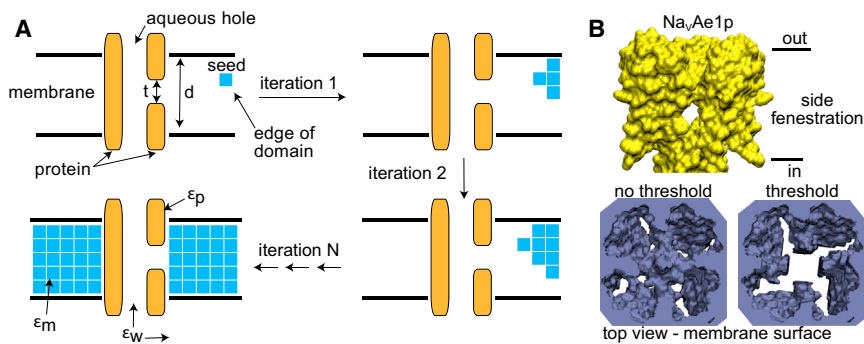 A
aqueous hole
membrane
t
d
seed
iteration 1
edge of
domain
protein
iteration 2
εp
iteration N
εm
εw
B
NavAe1p
out
side
fenestration
in
no threshold
threshold
top view - membrane surface